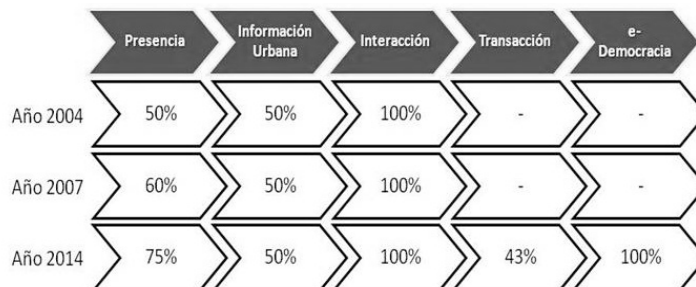 Presencia
Información
Urbana
Interacción
Transacción
e-
Democracia
Año 2004
50%
50%
100%
-
-
Año 2007
60%
50%
100%
-
-
Año 2014
75%
50%
100%
43%
100%